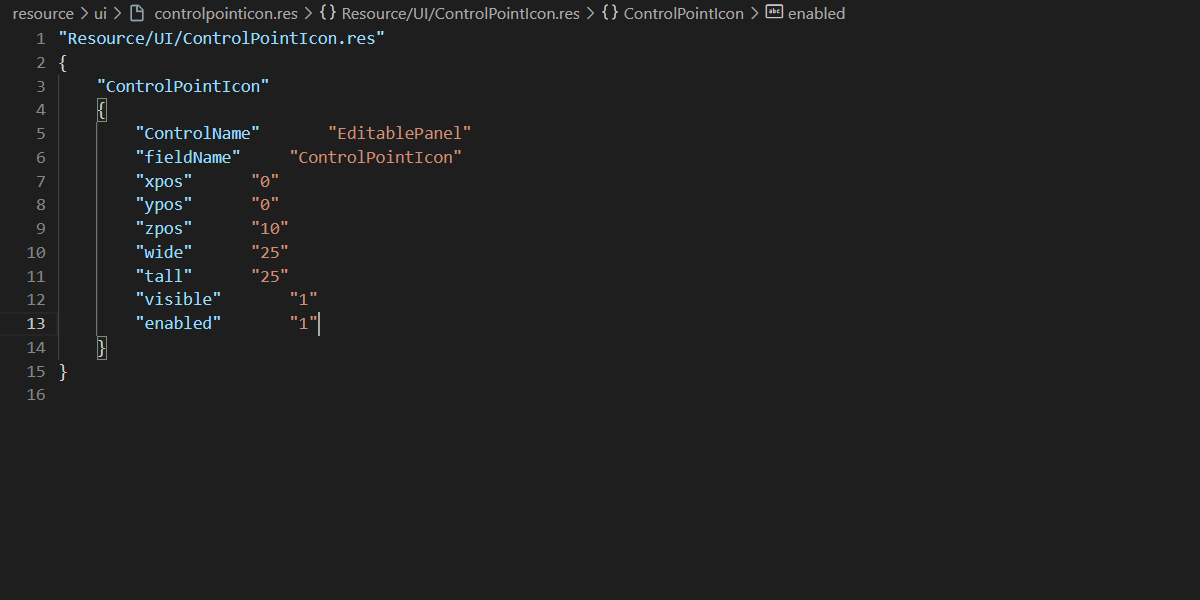 resource > ui > controlpointicon.res > {} Resource/UI/ControlPointIcon.res > {} ControlPointIcon > abc enabled
1 "Resource/UI/ControlPointIcon.res"
2 {
3 "ControlPointIcon"
4 {
5 "ControlName" "EditablePanel"
6 "fieldName" "ControlPointIcon"
7 "xpos" "0"
8 "ypos" "0"
9 "zpos" "10"
10 "wide" "25"
11 "tall" "25"
12 "visible" "1"
13 "enabled" "1"
14 }
15 }
16